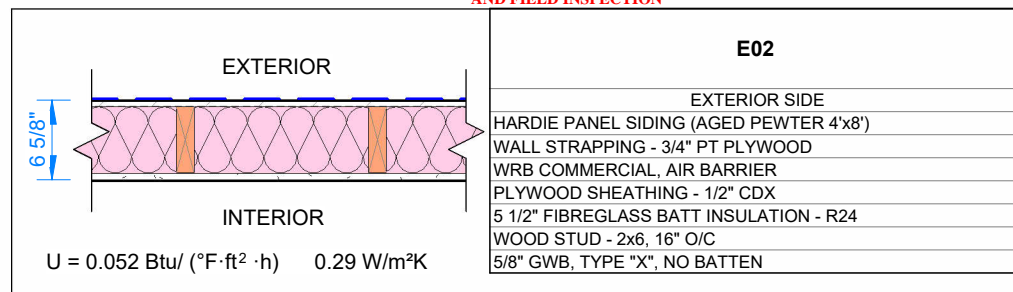 AND FIELD INSPECTION
E02
EXTERIOR
EXTERIOR SIDE
HARDIE PANEL SIDING (AGED PEWTER 4'x8')
WALL STRAPPING - 3/4" PT PLYWOOD
WRB COMMERCIAL, AIR BARRIER
PLYWOOD SHEATHING - 1/2" CDX
5 1/2" FIBREGLASS BATT INSULATION - R24
WOOD STUD - 2x6, 16" O/C
5/8" GWB, TYPE "X", NO BATTEN
6 5/8"
INTERIOR
U = 0.052 Btu/ (°F·ft² ·h) 0.29 W/m²K